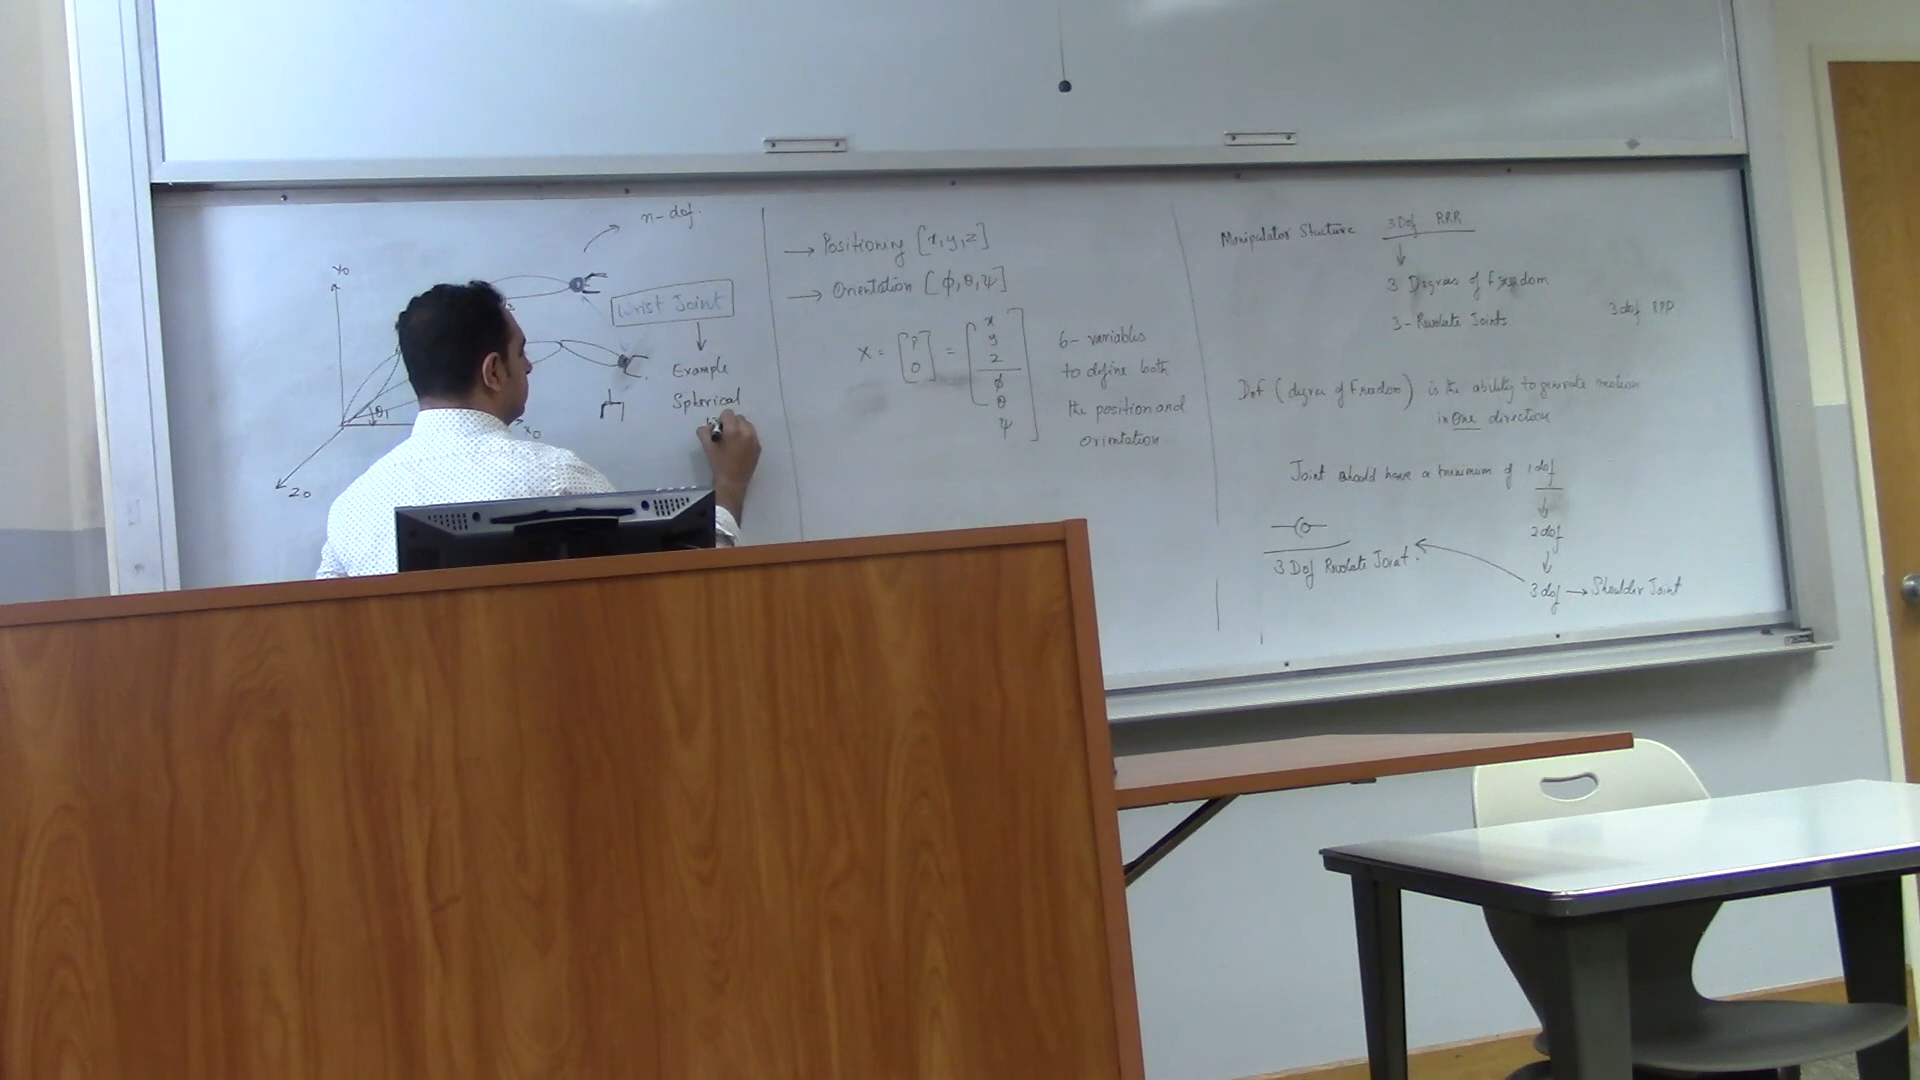 n-dof.
Y0
Wrist Joint
Example
Spherical
θ1
X0
Z0
→ Positioning [x, y, z]
→ Orientation [ϕ, θ, ψ]
X = [P O] = [x y z ϕ θ ψ]
6- variables
to define both
the position and
orientation
Manipulator Structure 3 Dof RRR
3 Degrees of freedom
3- Revolute Joints
3 dof RPP
Dof (degree of freedom) is the ability to generate motion
in One direction
Joint should have a minimum of 1 dof
2 dof
3 Dof Revolute Joint.
3 dof → Shoulder Joint